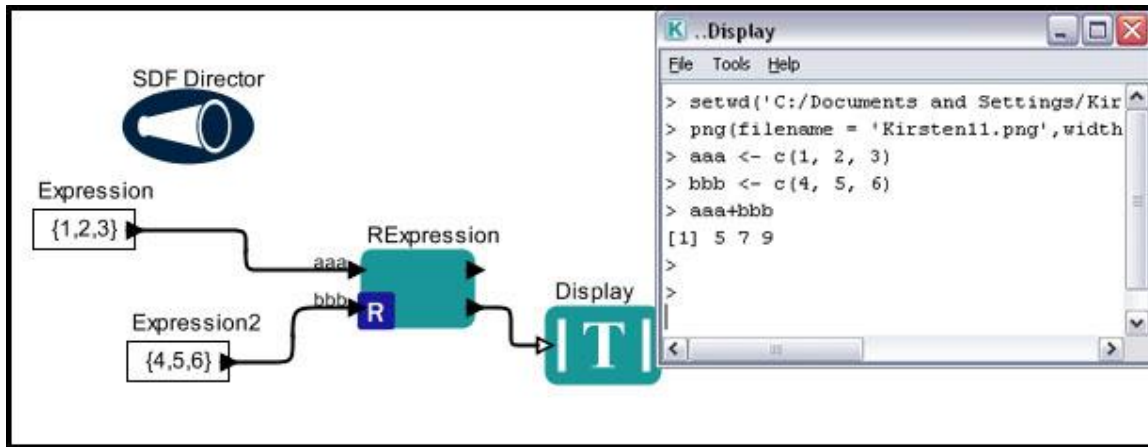 SDF Director
Expression
{1,2,3}
aaa
RExpression
bbb
R
Expression2
{4,5,6}
Display
T
K ..Display
File Tools Help
> setwd('C:/Documents and Settings/Kir
> png(filename = 'Kirsten11.png',width
> aaa <- c(1, 2, 3)
> bbb <- c(4, 5, 6)
> aaa+bbb
[1] 5 7 9
>
>